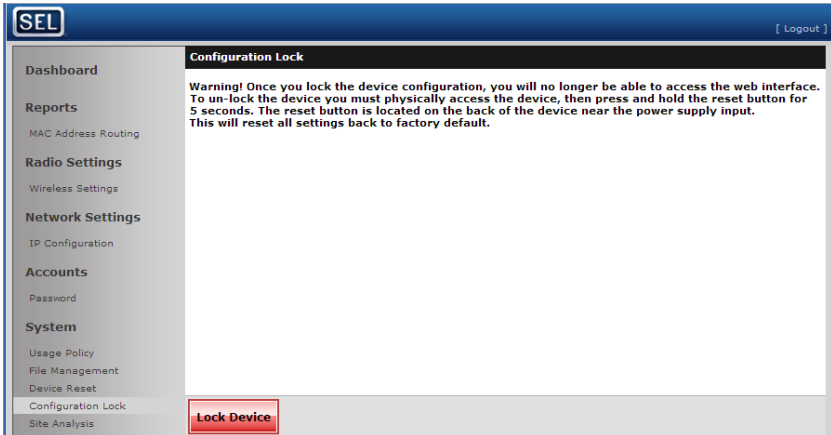 SEL
[ Logout ]
Dashboard
Reports
MAC Address Routing
Radio Settings
Wireless Settings
Network Settings
IP Configuration
Accounts
Password
System
Usage Policy
File Management
Device Reset
Configuration Lock
Site Analysis
Configuration Lock
Warning! Once you lock the device configuration, you will no longer be able to access the web interface.
To un-lock the device you must physically access the device, then press and hold the reset button for
5 seconds. The reset button is located on the back of the device near the power supply input.
This will reset all settings back to factory default.
Lock Device